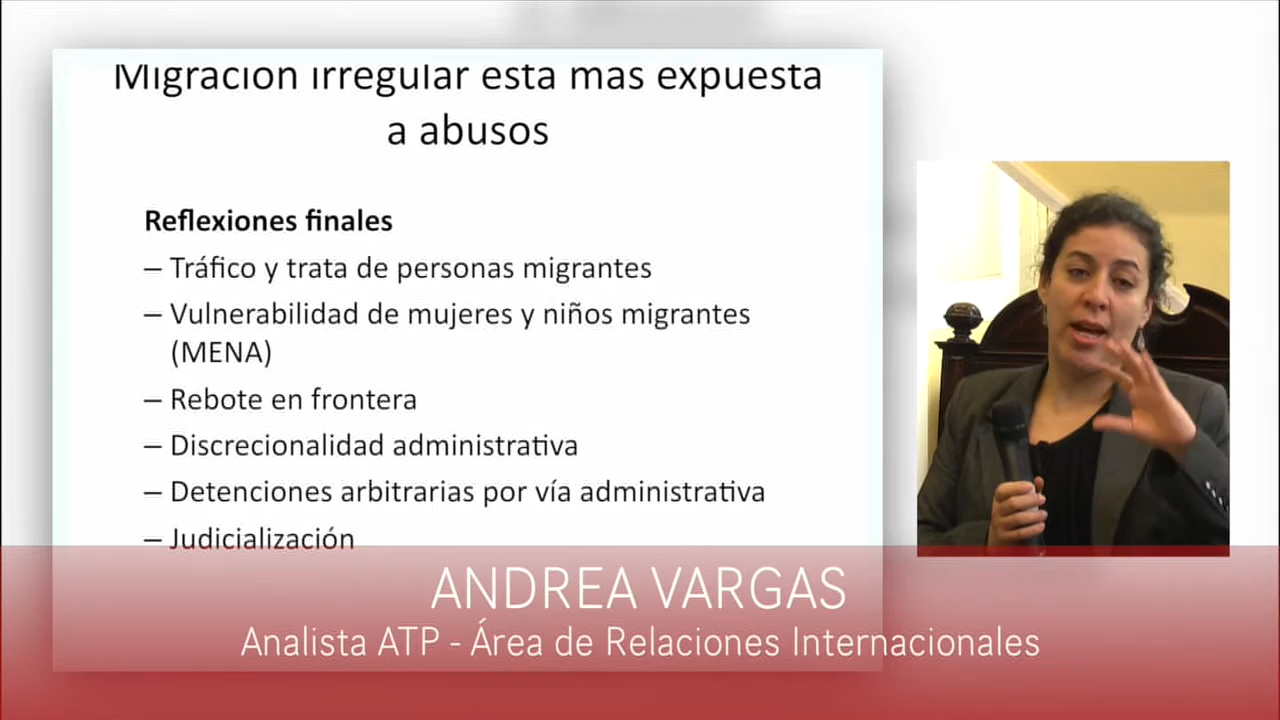 Migración irregular está más expuesta
a abusos
Reflexiones finales
– Tráfico y trata de personas migrantes
– Vulnerabilidad de mujeres y niños migrantes
(MENA)
– Rebote en frontera
– Discrecionalidad administrativa
– Detenciones arbitrarias por vía administrativa
– Judicialización
ANDREA VARGAS
Analista ATP - Área de Relaciones Internacionales